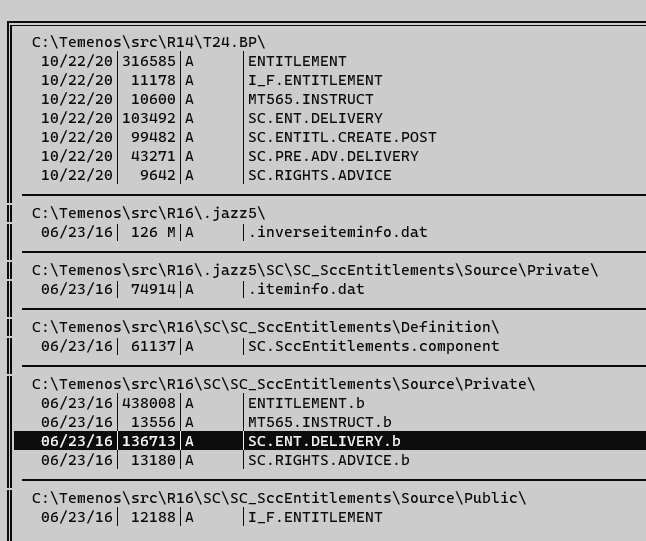 C:\Temenos\src\R14\T24.BP\
10/22/20 316585 A ENTITLEMENT
10/22/20 11178 A I_F.ENTITLEMENT
10/22/20 10600 A MT565.INSTRUCT
10/22/20 103492 A SC.ENT.DELIVERY
10/22/20 99482 A SC.ENTITL.CREATE.POST
10/22/20 43271 A SC.PRE.ADV.DELIVERY
10/22/20 9642 A SC.RIGHTS.ADVICE
C:\Temenos\src\R16\.jazz5\
06/23/16 126 M A .inverseiteminfo.dat
C:\Temenos\src\R16\.jazz5\SC\SC_SccEntitlements\Source\Private\
06/23/16 74914 A .iteminfo.dat
C:\Temenos\src\R16\SC\SC_SccEntitlements\Definition\
06/23/16 61137 A SC.SccEntitlements.component
C:\Temenos\src\R16\SC\SC_SccEntitlements\Source\Private\
06/23/16 438008 A ENTITLEMENT.b
06/23/16 13556 A MT565.INSTRUCT.b
06/23/16 136713 A SC.ENT.DELIVERY.b
06/23/16 13180 A SC.RIGHTS.ADVICE.b
C:\Temenos\src\R16\SC\SC_SccEntitlements\Source\Public\
06/23/16 12188 A I_F.ENTITLEMENT